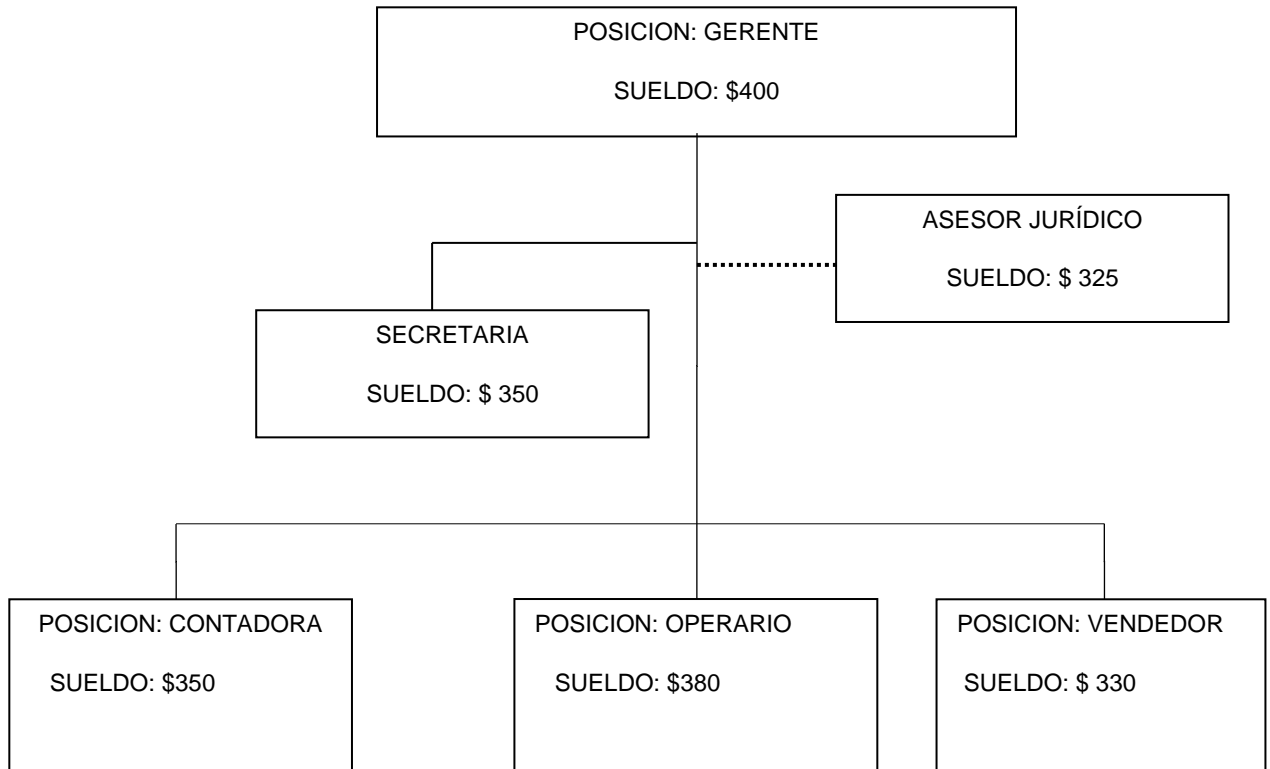 POSICION: GERENTE
SUELDO: $400
ASESOR JURÍDICO
SUELDO: $ 325
SECRETARIA
SUELDO: $ 350
POSICION: CONTADORA
SUELDO: $350
POSICION: OPERARIO
SUELDO: $380
POSICION: VENDEDOR
SUELDO: $ 330